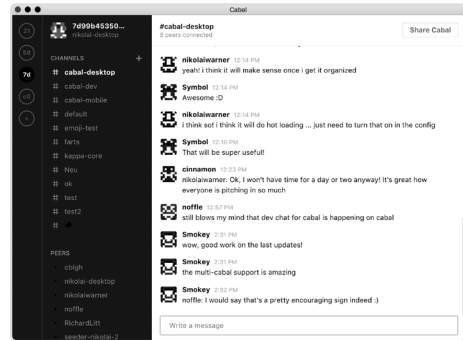 Cabal
21
7d99b45350...
nikolai-desktop
#cabal-desktop
8 peers connected
Share Cabal
7d
CHANNELS +
# cabal-desktop
# cabal-dev
# cabal-mobile
# default
# emoji-test
# farts
# kappa-core
# Neu
# ok
# test
# test2
#
PEERS
cblgh
nikolai-desktop
nikolaiwarner
noffle
RichardLitt
seeder-nikolai-2
nikolaiwarner 12:14 PM
yeah! i think it will make sense once i get it organized
Symbol 12:14 PM
Awesome :D
nikolaiwarner 12:14 PM
i think so! i think it will do hot loading ... just need to turn that on in the config
Symbol 12:16 PM
That will be super useful!
cinnamon 12:23 PM
nikolaiwarner: Ok, I won't have time for a day or two anyway! It's great how
everyone is pitching in so much
noffle 12:57 PM
still blows my mind that dev chat for cabal is happening on cabal
Smokey 2:31 PM
wow, good work on the last updates!
Smokey 2:31 PM
the multi-cabal support is amazing
Smokey 2:32 PM
noffle: I would say that's a pretty encouraging sign indeed :)
Write a message